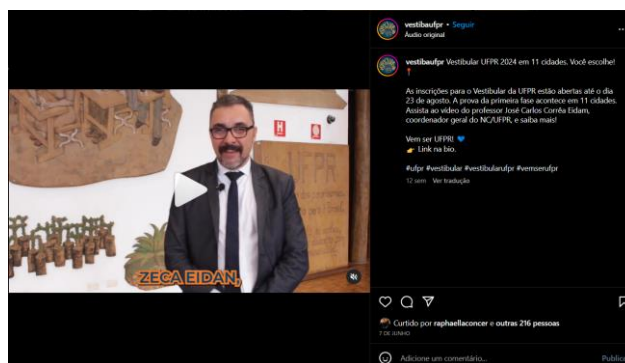 UFPR
ZECA EIDAN,
vestibaufpr • Seguir
Áudio original
vestibaufpr Vestibular UFPR 2024 em 11 cidades. Você escolhe!
As inscrições para o Vestibular da UFPR estão abertas até o dia
23 de agosto. A prova da primeira fase acontece em 11 cidades.
Assista ao vídeo do professor José Carlos Corrêa Eidam,
coordenador geral do NC/UFPR, e saiba mais!
Vem ser UFPR!
Link na bio.
#ufpr #vestibular #vestibularufpr #vemserufpr
12 sem Ver tradução
Curtido por raphaellaconcer e outras 216 pessoas
7 DE JUNHO
Adicione um comentário...
Publicar